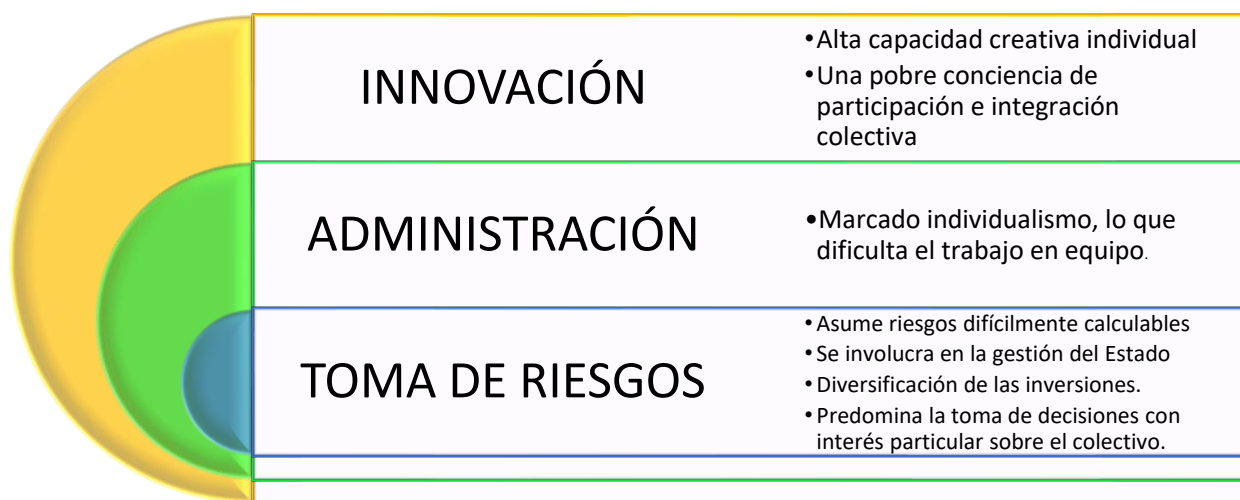 INNOVACIÓN
•Alta capacidad creativa individual
•Una pobre conciencia de
participación e integración
colectiva
ADMINISTRACIÓN
•Marcado individualismo, lo que
dificulta el trabajo en equipo.
TOMA DE RIESGOS
•Asume riesgos difícilmente calculables
•Se involucra en la gestión del Estado
•Diversificación de las inversiones.
•Predomina la toma de decisiones con
interés particular sobre el colectivo.